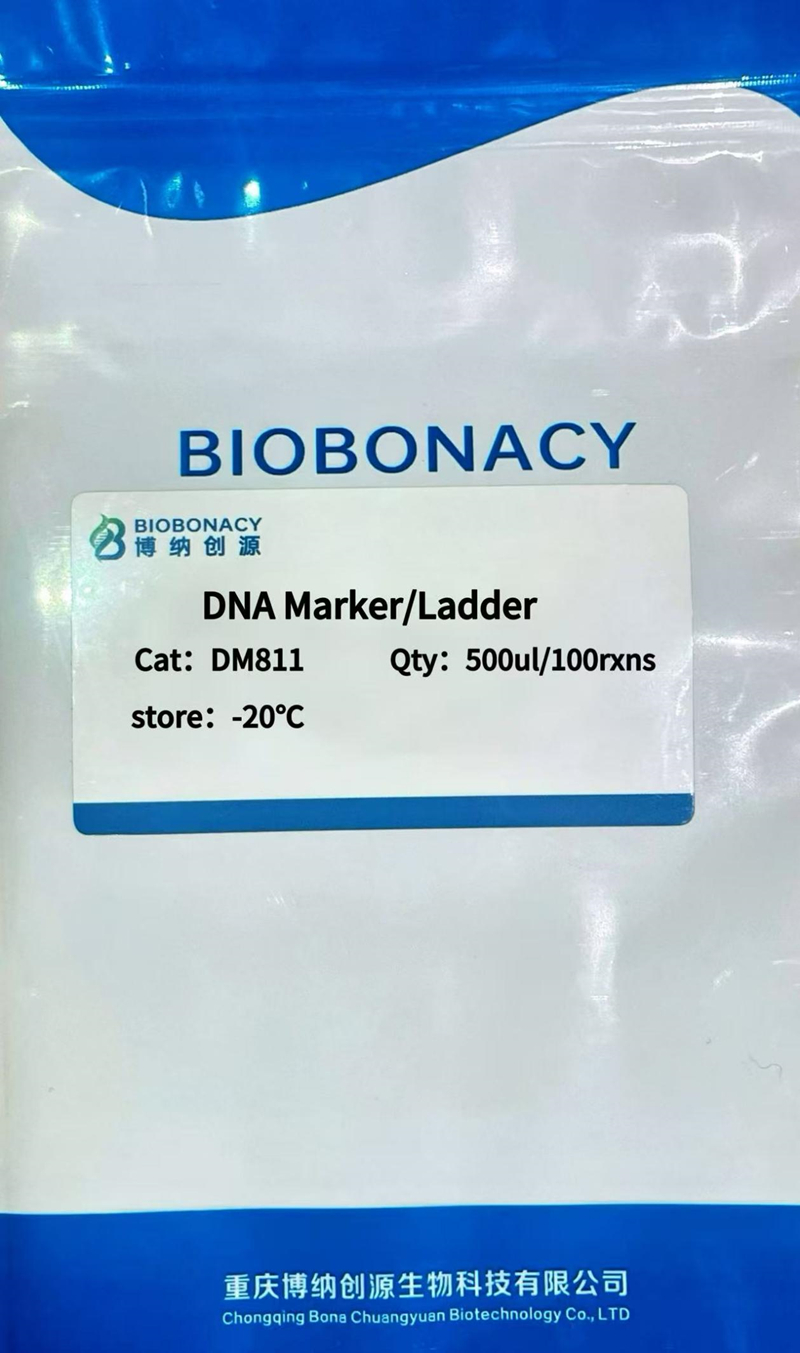 BIOBONACY
BIOBONACY
博纳创源
DNA Marker/Ladder
Cat：DM811 Qty：500ul/100rxns
store：-20℃
重庆博纳创源生物科技有限公司
Chongqing Bona Chuangyuan Biotechnology Co., LTD